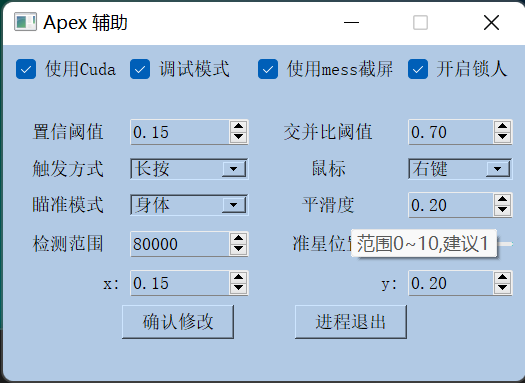 Apex 辅助
使用Cuda 调试模式 使用mess截屏 开启锁人
置信阈值 0.15 交并比阈值 0.70
触发方式 长按 鼠标 右键
瞄准模式 身体 平滑度 0.20
检测范围 80000 准星位 范围0~10,建议1
x: 0.15 y: 0.20
确认修改 进程退出